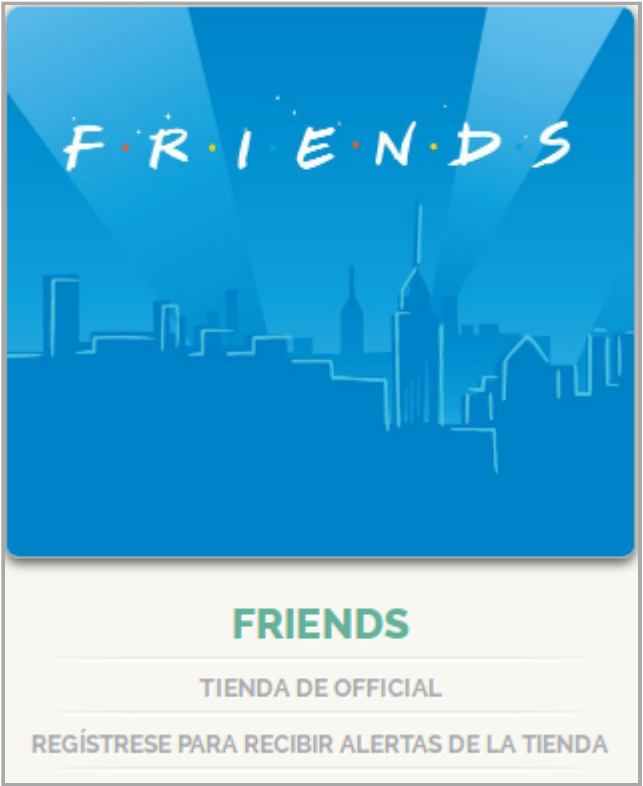 F·R·I·E·N·D·S
FRIENDS
TIENDA DE OFFICIAL
REGÍSTRESE PARA RECIBIR ALERTAS DE LA TIENDA